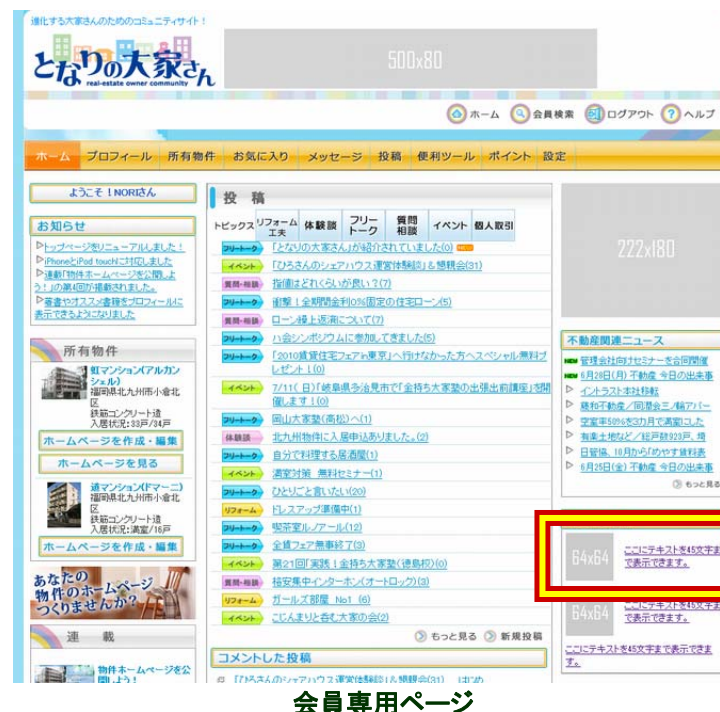 進化する大家さんのためのコミュニティサイト!
となりの大家さん
real-estate owner community
500x80
ホーム 会員検索 ログアウト ヘルプ
ホーム プロフィール 所有物件 お気に入り メッセージ 投稿 便利ツール ポイント 設定
ようこそ!NORIさん
お知らせ
トップページをリニューアルしました!
iPhoneとiPod touchに対応しました
連載「物件ホームページを公開しよ
う!」の第4回が掲載されました。
著書やオススメ書籍をプロフィールに
表示できるようになりました
所有物件
虹マンション(アルカン
シェル)
福岡県北九州市小倉北
区
鉄筋コンクリート造
入居状況:33戸/34戸
ホームページを作成・編集
ホームページを見る
道マンション(ドマーニ)
福岡県北九州市小倉北
区
鉄筋コンクリート造
入居状況:満室/16戸
ホームページを作成・編集
あなたの
物件のホームページ
つくりませんか?
連 載
物件ホームページを公
開しよう!
投 稿
トピックス リフォーム工夫 体験談 フリートーク 質問相談 イベント 個人取引
フリートーク 「となりの大家さん」が紹介されていました(0)
イベント 「ひろさんのシェアハウス運営体験談」&懇親会(31)
質問・相談 指値はどれくらいが良い?(7)
フリートーク 衝撃!全期間金利0%固定の住宅ローン(5)
質問・相談 ローン繰上返済について(7)
フリートーク ハ会シンポジウムに参加してきました(5)
フリートーク 「2010賃貸住宅フェアin東京」へ行けなかった方へスペシャル無料プ
レゼント!(0)
イベント 7/11(日)「岐阜県多治見市で「金持ち大家塾の出張出前講座」を開
催します!(0)
フリートーク 岡山大家塾(高松)へ(1)
体験談 北九州物件に入居申込ありました。(2)
フリートーク 自分で料理する居酒屋(1)
イベント 満室対策 無料セミナー(1)
フリートーク ひとりごと言いたい(20)
リフォーム ドレスアップ準備中(1)
フリートーク 喫茶室ルノアール(12)
フリートーク 全賃フェア無事終了(3)
イベント 第21回「実践!金持ち大家塾(徳島校)(0)
質問・相談 格安集中インターホン(オートロック)(3)
リフォーム ガールズ部屋 No1 (6)
イベント こじんまりと呑む大家の会(2)
もっと見る 新規投稿
コメントした投稿
「ひろさんのシェアハウス運営体験談」&懇親会(31)
222x180
不動産関連ニュース
NEW 管理会社向けセミナーを合同開催
NEW 6月28日(月) 不動産 今日の出来事
イントラスト本社移転
藤和不動産/間瀬会三ノ輪アパー
空室率50%を3カ月で満室にした
有楽土地など/総戸数929戸、埼
日管協、10月から「めやす賃料表
6月25日(金) 不動産 今日の出来事
もっと見る
64x64
ここにテキストを45文字ま
で表示できます。
64x64
ここにテキストを45文字ま
で表示できます。
ここにテキストを45文字まで表示できま
す。
会員専用ページ